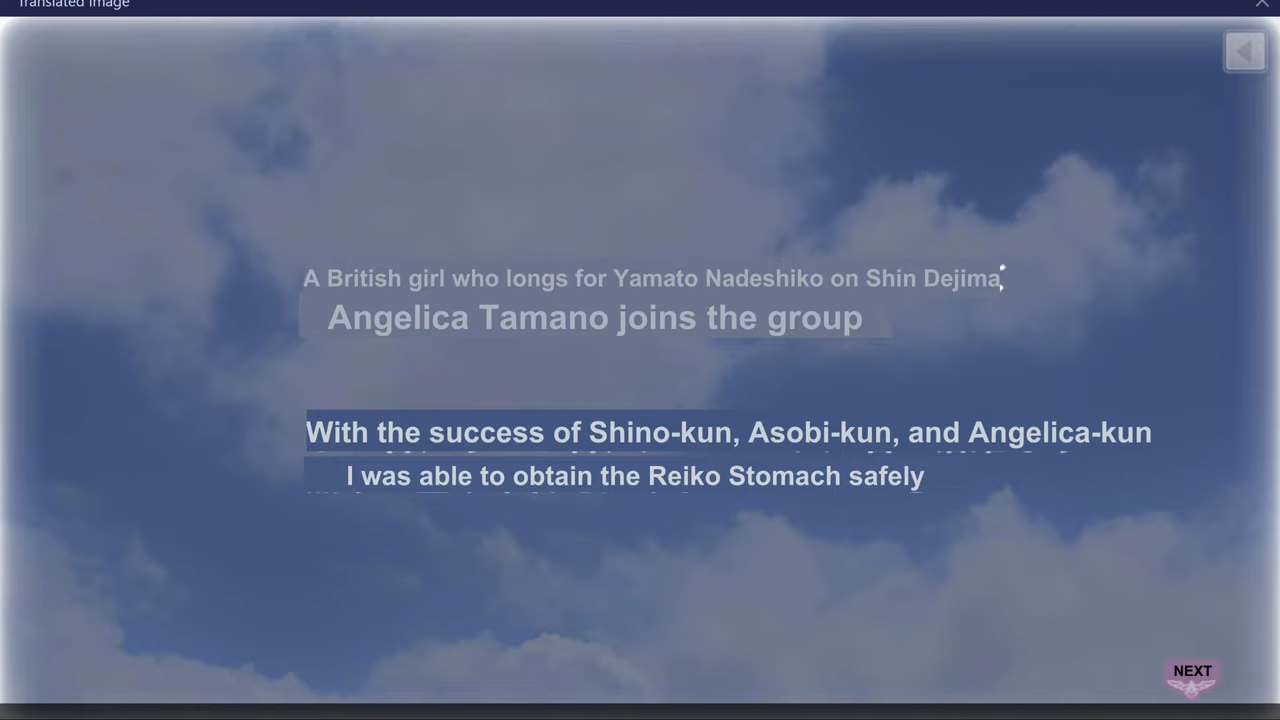 Translated Image
A British girl who longs for Yamato Nadeshiko on Shin Dejima
Angelica Tamano joins the group
With the success of Shino-kun, Asobi-kun, and Angelica-kun
I was able to obtain the Reiko Stomach safely
NEXT